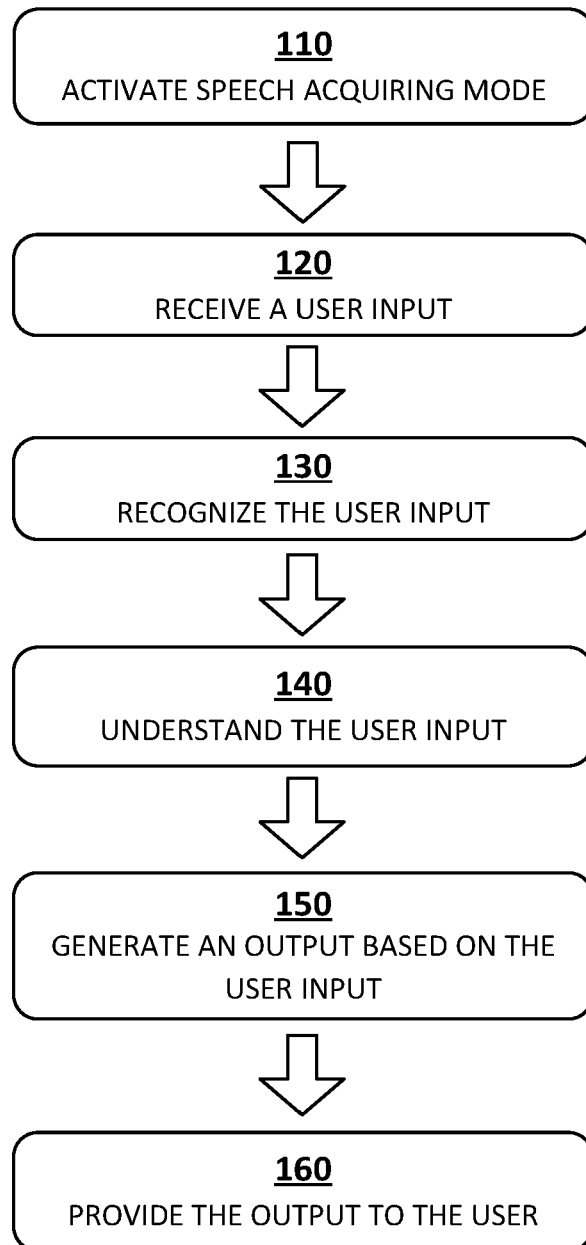 110
ACTIVATE SPEECH ACQUIRING MODE
120
RECEIVE A USER INPUT
130
RECOGNIZE THE USER INPUT
140
UNDERSTAND THE USER INPUT
150
GENERATE AN OUTPUT BASED ON THE
USER INPUT
160
PROVIDE THE OUTPUT TO THE USER